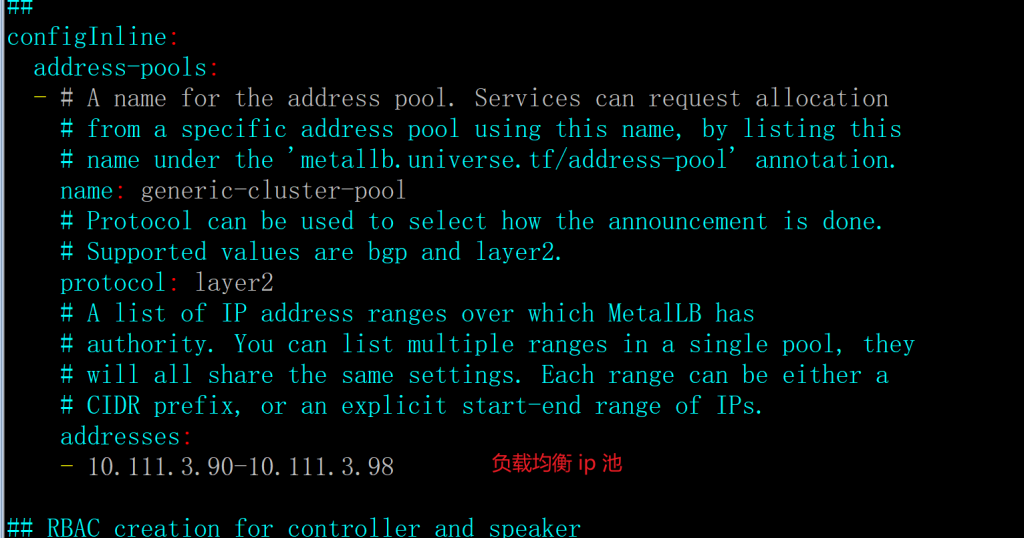 ##
configInline:
address-pools:
- # A name for the address pool. Services can request allocation
# from a specific address pool using this name, by listing this
# name under the 'metallb.universe.tf/address-pool' annotation.
name: generic-cluster-pool
# Protocol can be used to select how the announcement is done.
# Supported values are bgp and layer2.
protocol: layer2
# A list of IP address ranges over which MetalLB has
# authority. You can list multiple ranges in a single pool, they
# will all share the same settings. Each range can be either a
# CIDR prefix, or an explicit start-end range of IPs.
addresses:
- 10.111.3.90-10.111.3.98 负载均衡 ip 池
## RBAC creation for controller and speaker